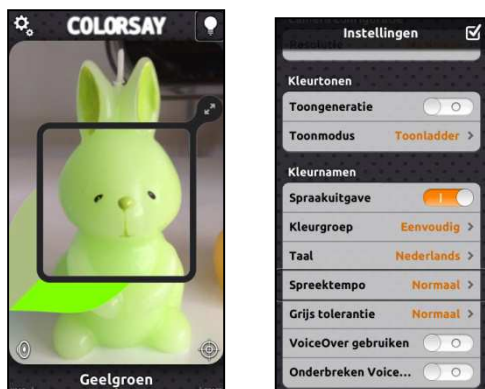 COLORSAY
Geelgroen
Instellingen
Resolutie
Kleurtonen
Toongeneratie
Toonmodus Toonladder >
Kleurnamen
Spraakuitgave
Kleurgroep Eenvoudig >
Taal Nederlands >
Spreektempo Normaal >
Grijs tolerantie Normaal >
VoiceOver gebruiken
Onderbreken Voice...